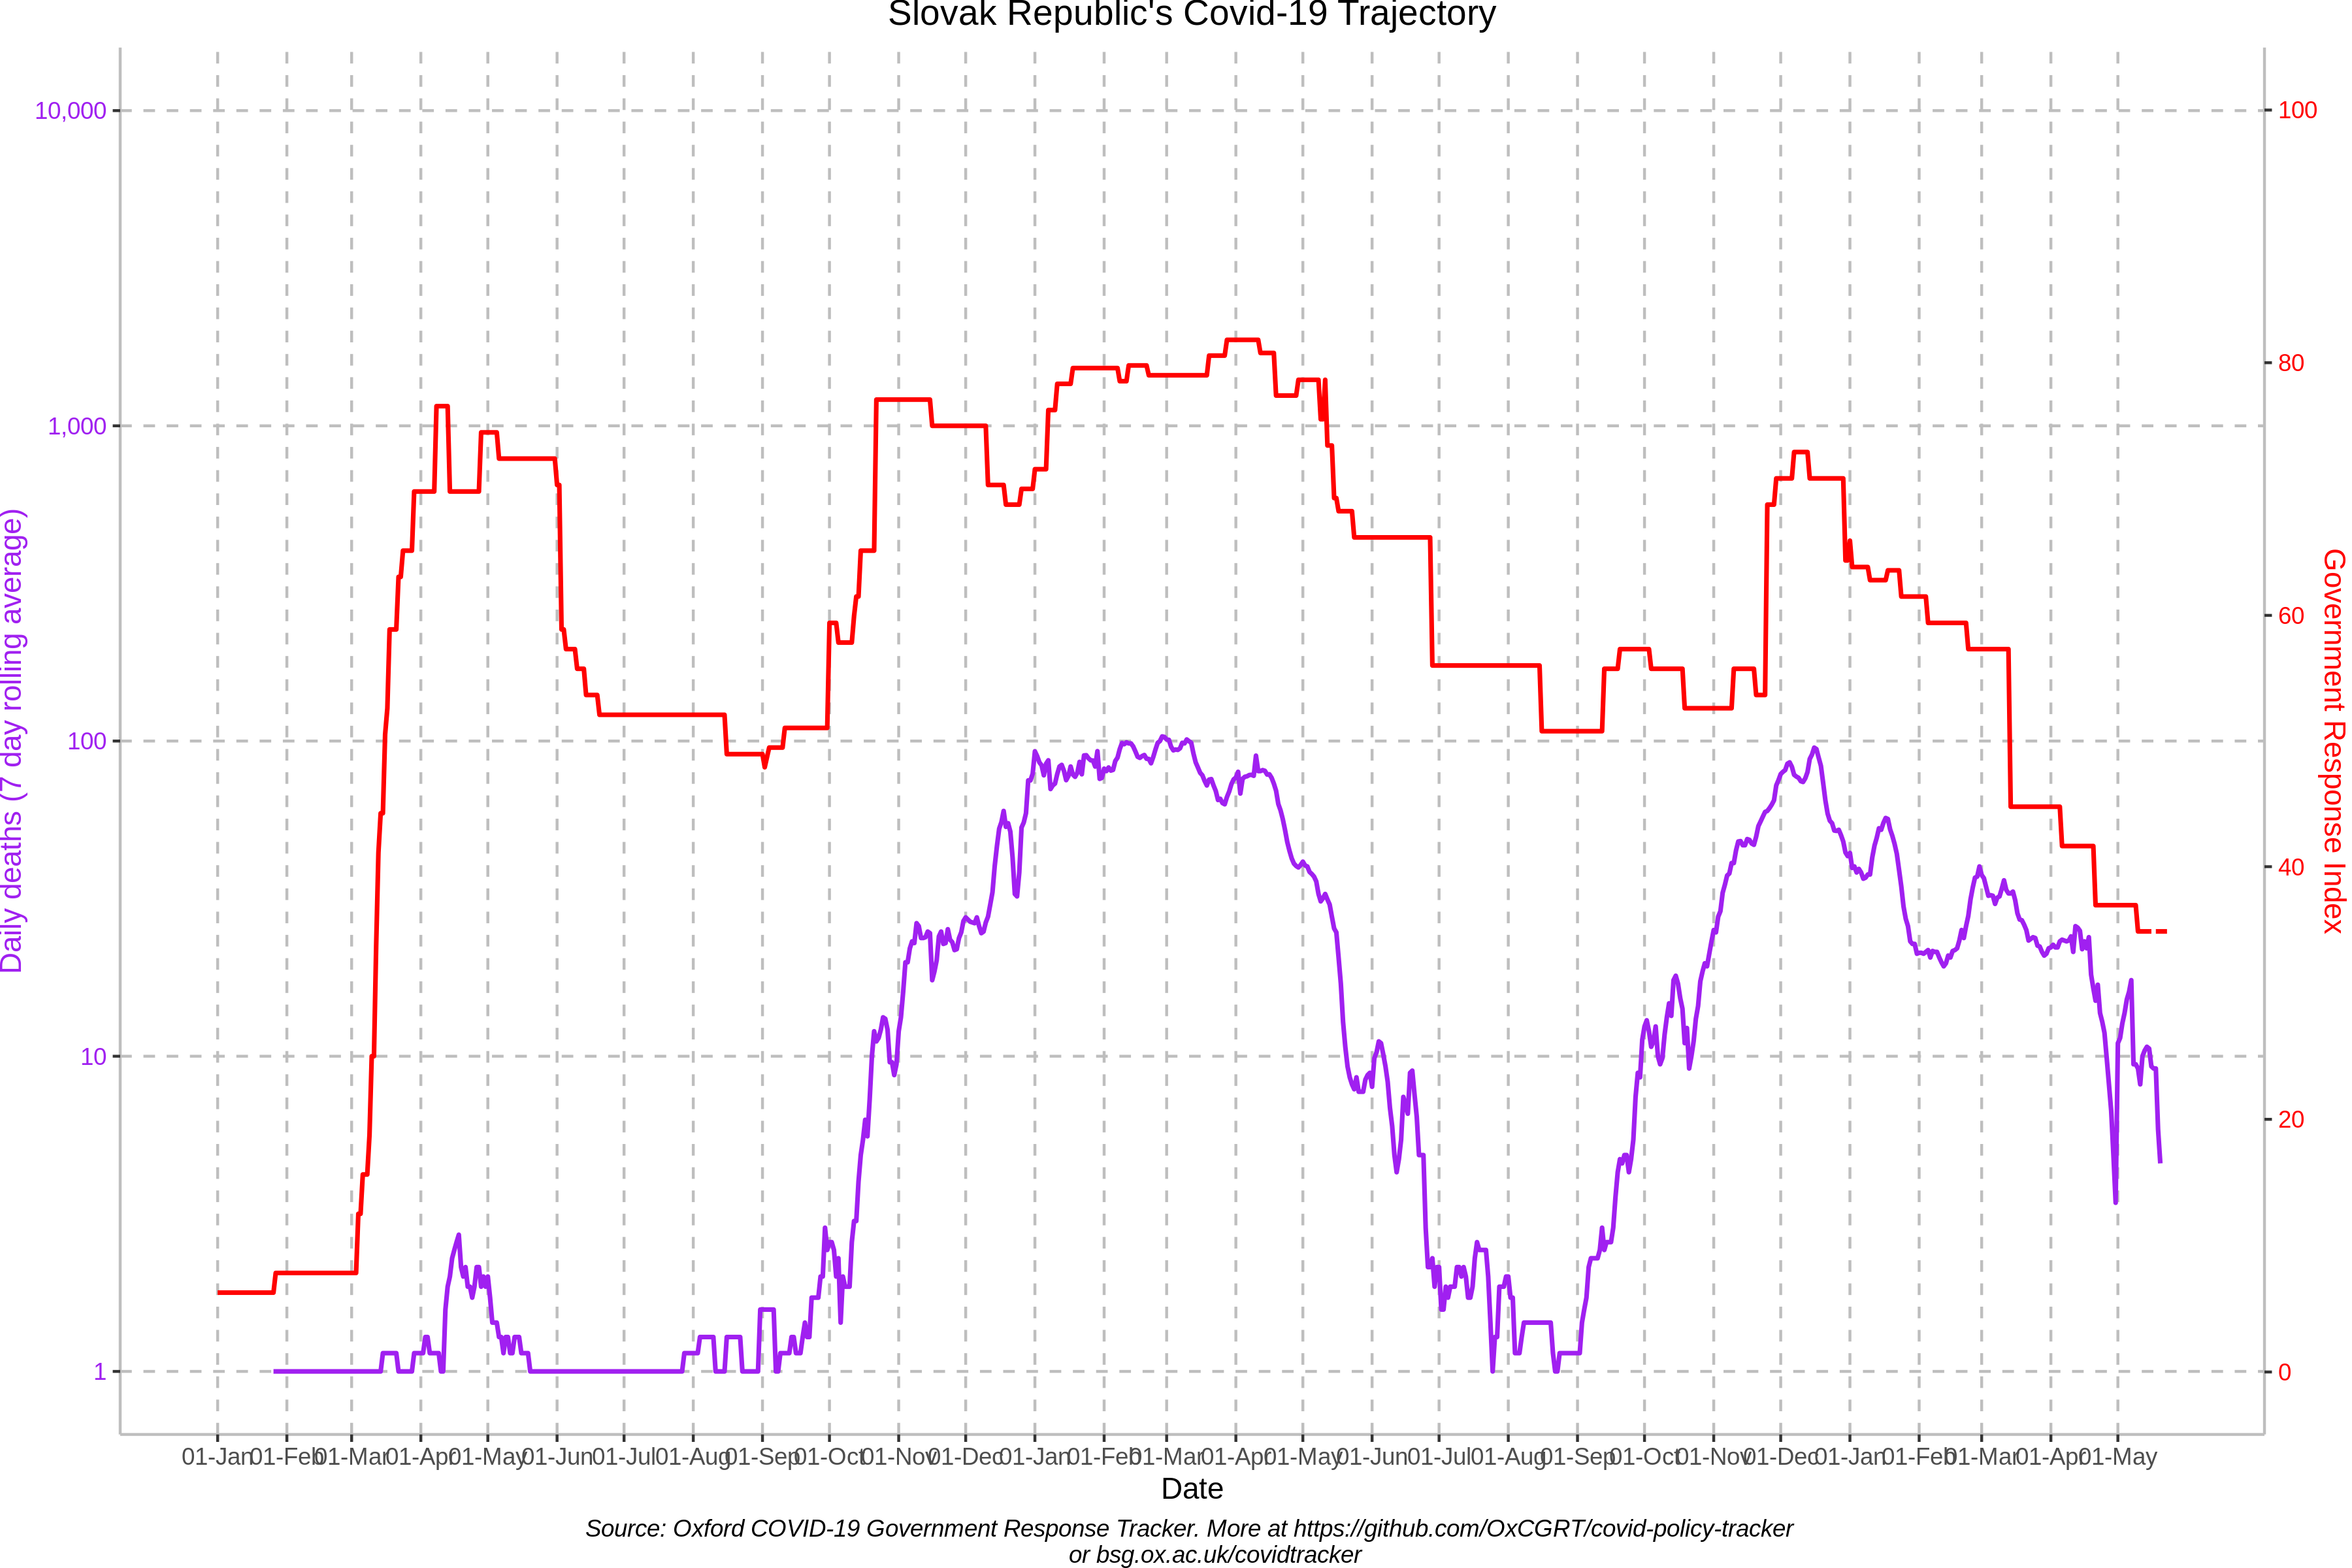 Slovak Republic's Covid-19 Trajectory
Daily deaths (7 day rolling average)
10,000
1,000
100
10
1
100
80
60
40
20
0
Government Response Index
01-Jan 01-Feb 01-Mar 01-Apr 01-May 01-Jun 01-Jul 01-Aug 01-Sep 01-Oct 01-Nov 01-Dec 01-Jan 01-Feb 01-Mar 01-Apr 01-May 01-Jun 01-Jul 01-Aug 01-Sep 01-Oct 01-Nov 01-Dec 01-Jan 01-Feb 01-Mar 01-Apr 01-May
Date
Source: Oxford COVID-19 Government Response Tracker. More at https://github.com/OxCGRT/covid-policy-tracker
or bsg.ox.ac.uk/covidtracker